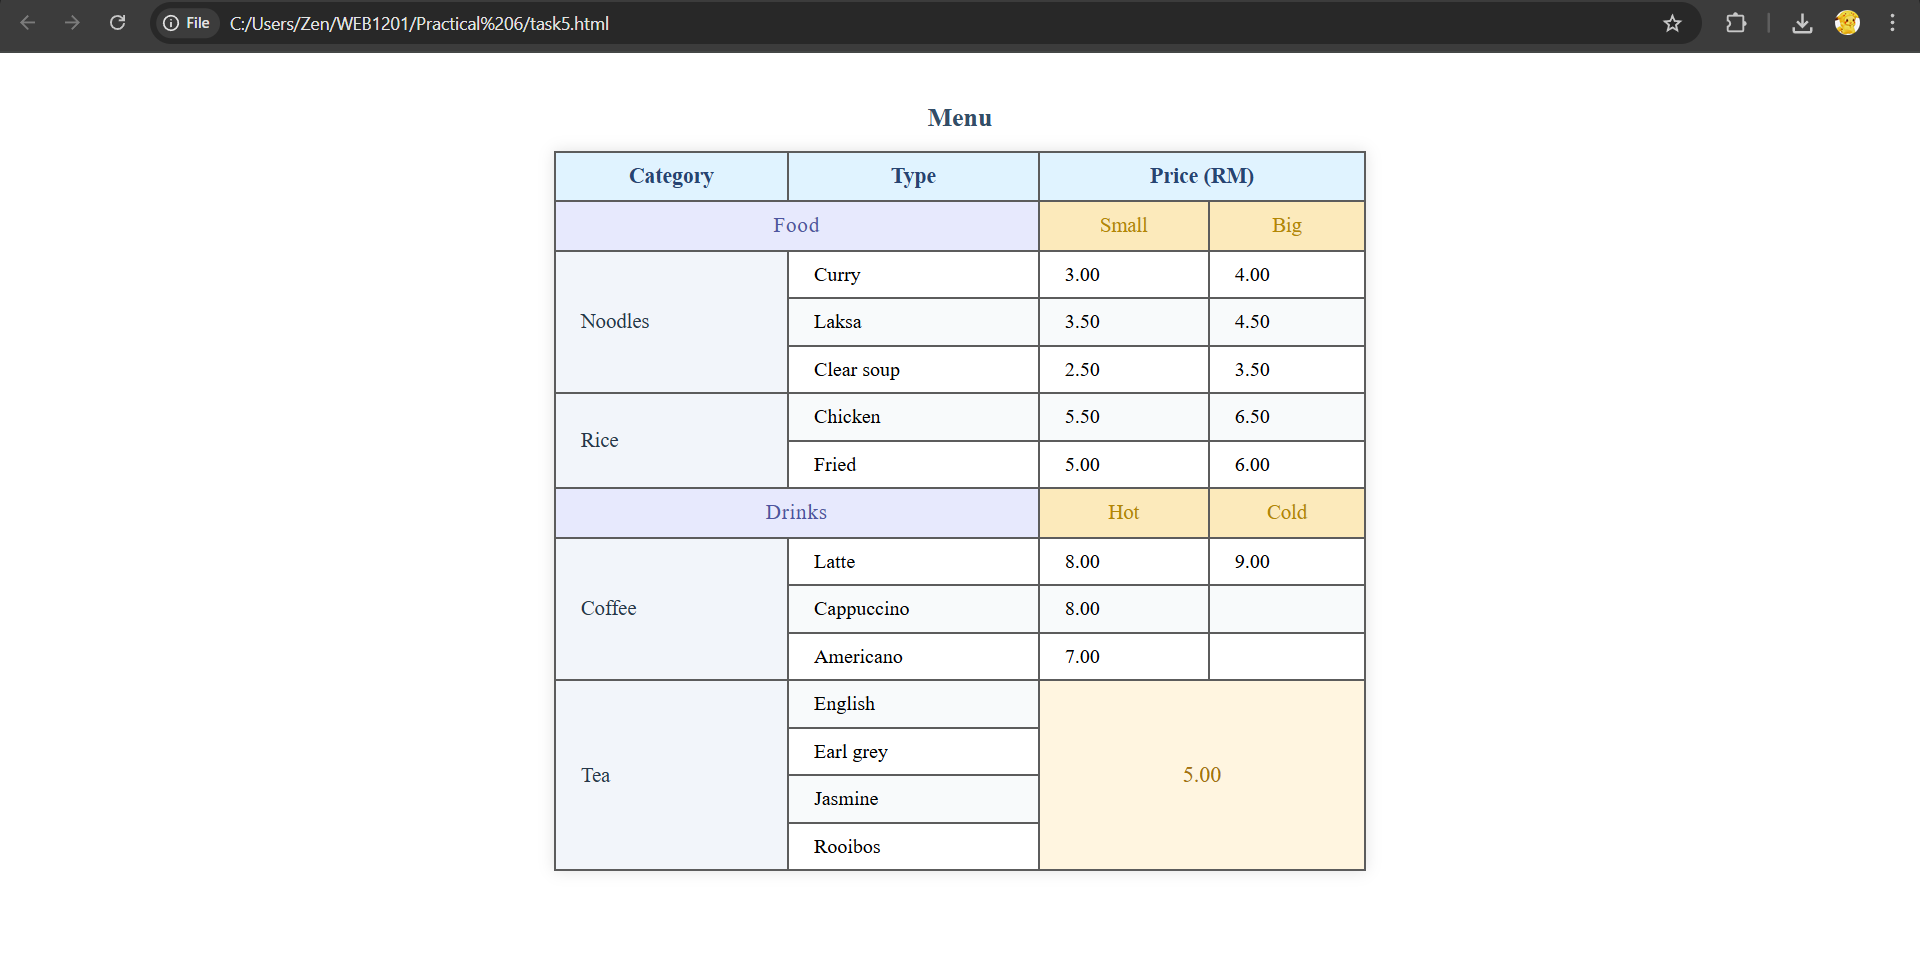 File C:/Users/Zen/WEB1201/Practical%206/task5.html
Menu
Category Type Price (RM)
Food Small Big
Noodles Curry 3.00 4.00
Laksa 3.50 4.50
Clear soup 2.50 3.50
Rice Chicken 5.50 6.50
Fried 5.00 6.00
Drinks Hot Cold
Coffee Latte 8.00 9.00
Cappuccino 8.00
Americano 7.00
Tea English 5.00
Earl grey
Jasmine
Rooibos